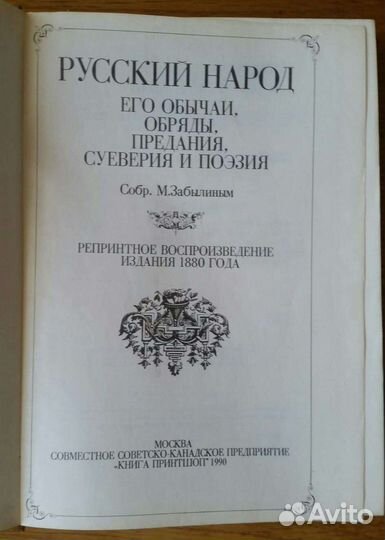 РУССКИЙ НАРОД
ЕГО ОБЫЧАИ,
ОБРЯДЫ,
ПРЕДАНИЯ,
СУЕВЕРИЯ И ПОЭЗИЯ
Собр. М.Забылиным
РЕПРИНТНОЕ ВОСПРОИЗВЕДЕНИЕ
ИЗДАНИЯ 1880 ГОДА
МОСКВА
СОВМЕСТНОЕ СОВЕТСКО-КАНАДСКОЕ ПРЕДПРИЯТИЕ
„КНИГА ПРИНТШОП" 1990
Avito